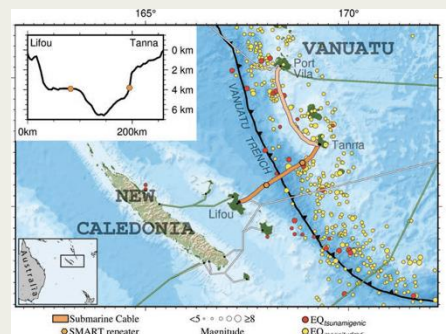 165°
170°
Lifou
Tanna
0 km
2 km
4 km
6 km
0km
200km
VANUATU
Port
Vila
VANUATU TRENCH
Tanna
NEW
CALEDONIA
Lifou
Australia
Submarine Cable
<5
≥8
EQtsunamigenic
SMART repeater
Magnitude